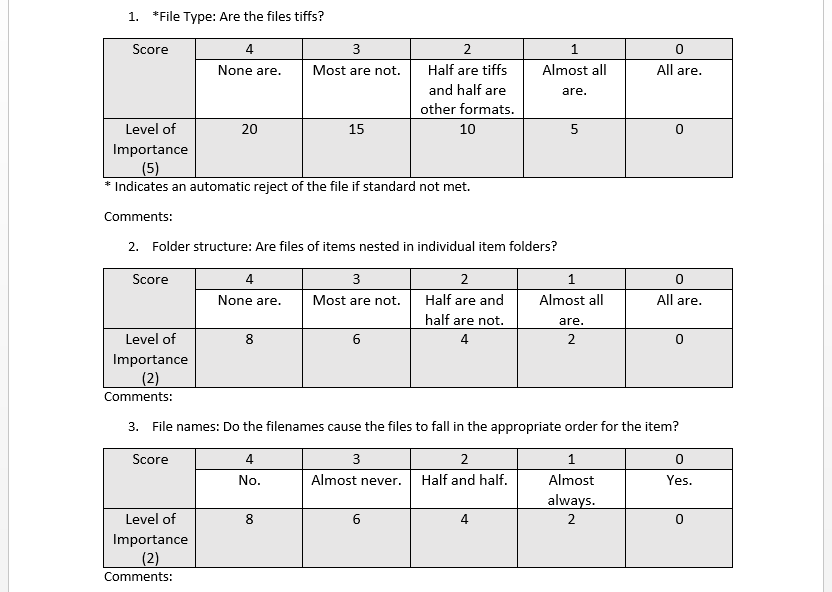 1. *File Type: Are the files tiffs?
Score 4 3 2 1 0
None are. Most are not. Half are tiffs and half are other formats. Almost all are. All are.
Level of Importance (5) 20 15 10 5 0
* Indicates an automatic reject of the file if standard not met.
Comments:
2. Folder structure: Are files of items nested in individual item folders?
Score 4 3 2 1 0
None are. Most are not. Half are and half are not. Almost all are. All are.
Level of Importance (2) 8 6 4 2 0
Comments:
3. File names: Do the filenames cause the files to fall in the appropriate order for the item?
Score 4 3 2 1 0
No. Almost never. Half and half. Almost always. Yes.
Level of Importance (2) 8 6 4 2 0
Comments: